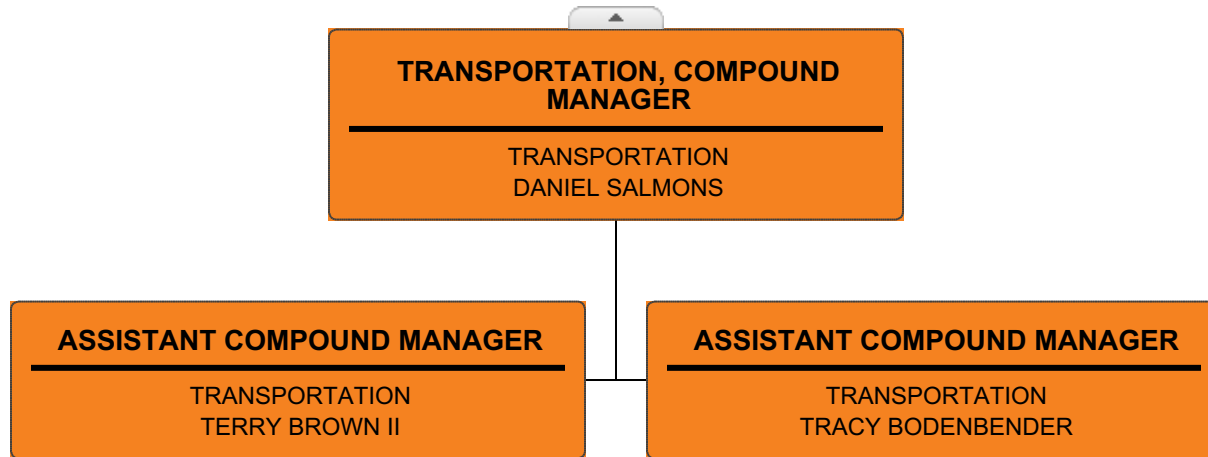 TRANSPORTATION, COMPOUND
MANAGER
TRANSPORTATION
DANIEL SALMONS
ASSISTANT COMPOUND MANAGER
TRANSPORTATION
TERRY BROWN II
ASSISTANT COMPOUND MANAGER
TRANSPORTATION
TRACY BODENBENDER